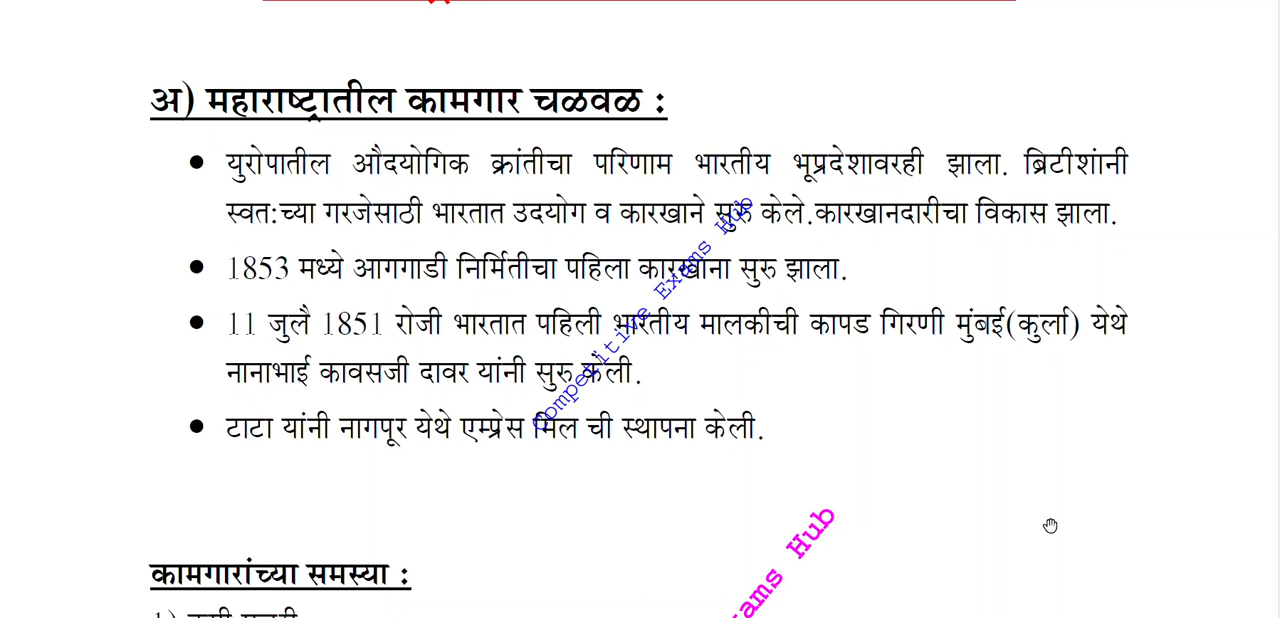 अ) महाराष्ट्रातील कामगार चळवळ :
● युरोपातील औदयोगिक क्रांतीचा परिणाम भारतीय भूप्रदेशावरही झाला. ब्रिटीशांनी
स्वत:च्या गरजेसाठी भारतात उदयोग व कारखाने सुरु केले.कारखानदारीचा विकास झाला.
● 1853 मध्ये आगगाडी निर्मितीचा पहिला कारखाना सुरु झाला.
● 11 जुलै 1851 रोजी भारतात पहिली भारतीय मालकीची कापड गिरणी मुंबई(कुर्ला) येथे
नानाभाई कावसजी दावर यांनी सुरु केली.
● टाटा यांनी नागपूर येथे एम्प्रेस मिल ची स्थापना केली.
Competitive Exams Hub
Exams Hub
कामगारांच्या समस्या :